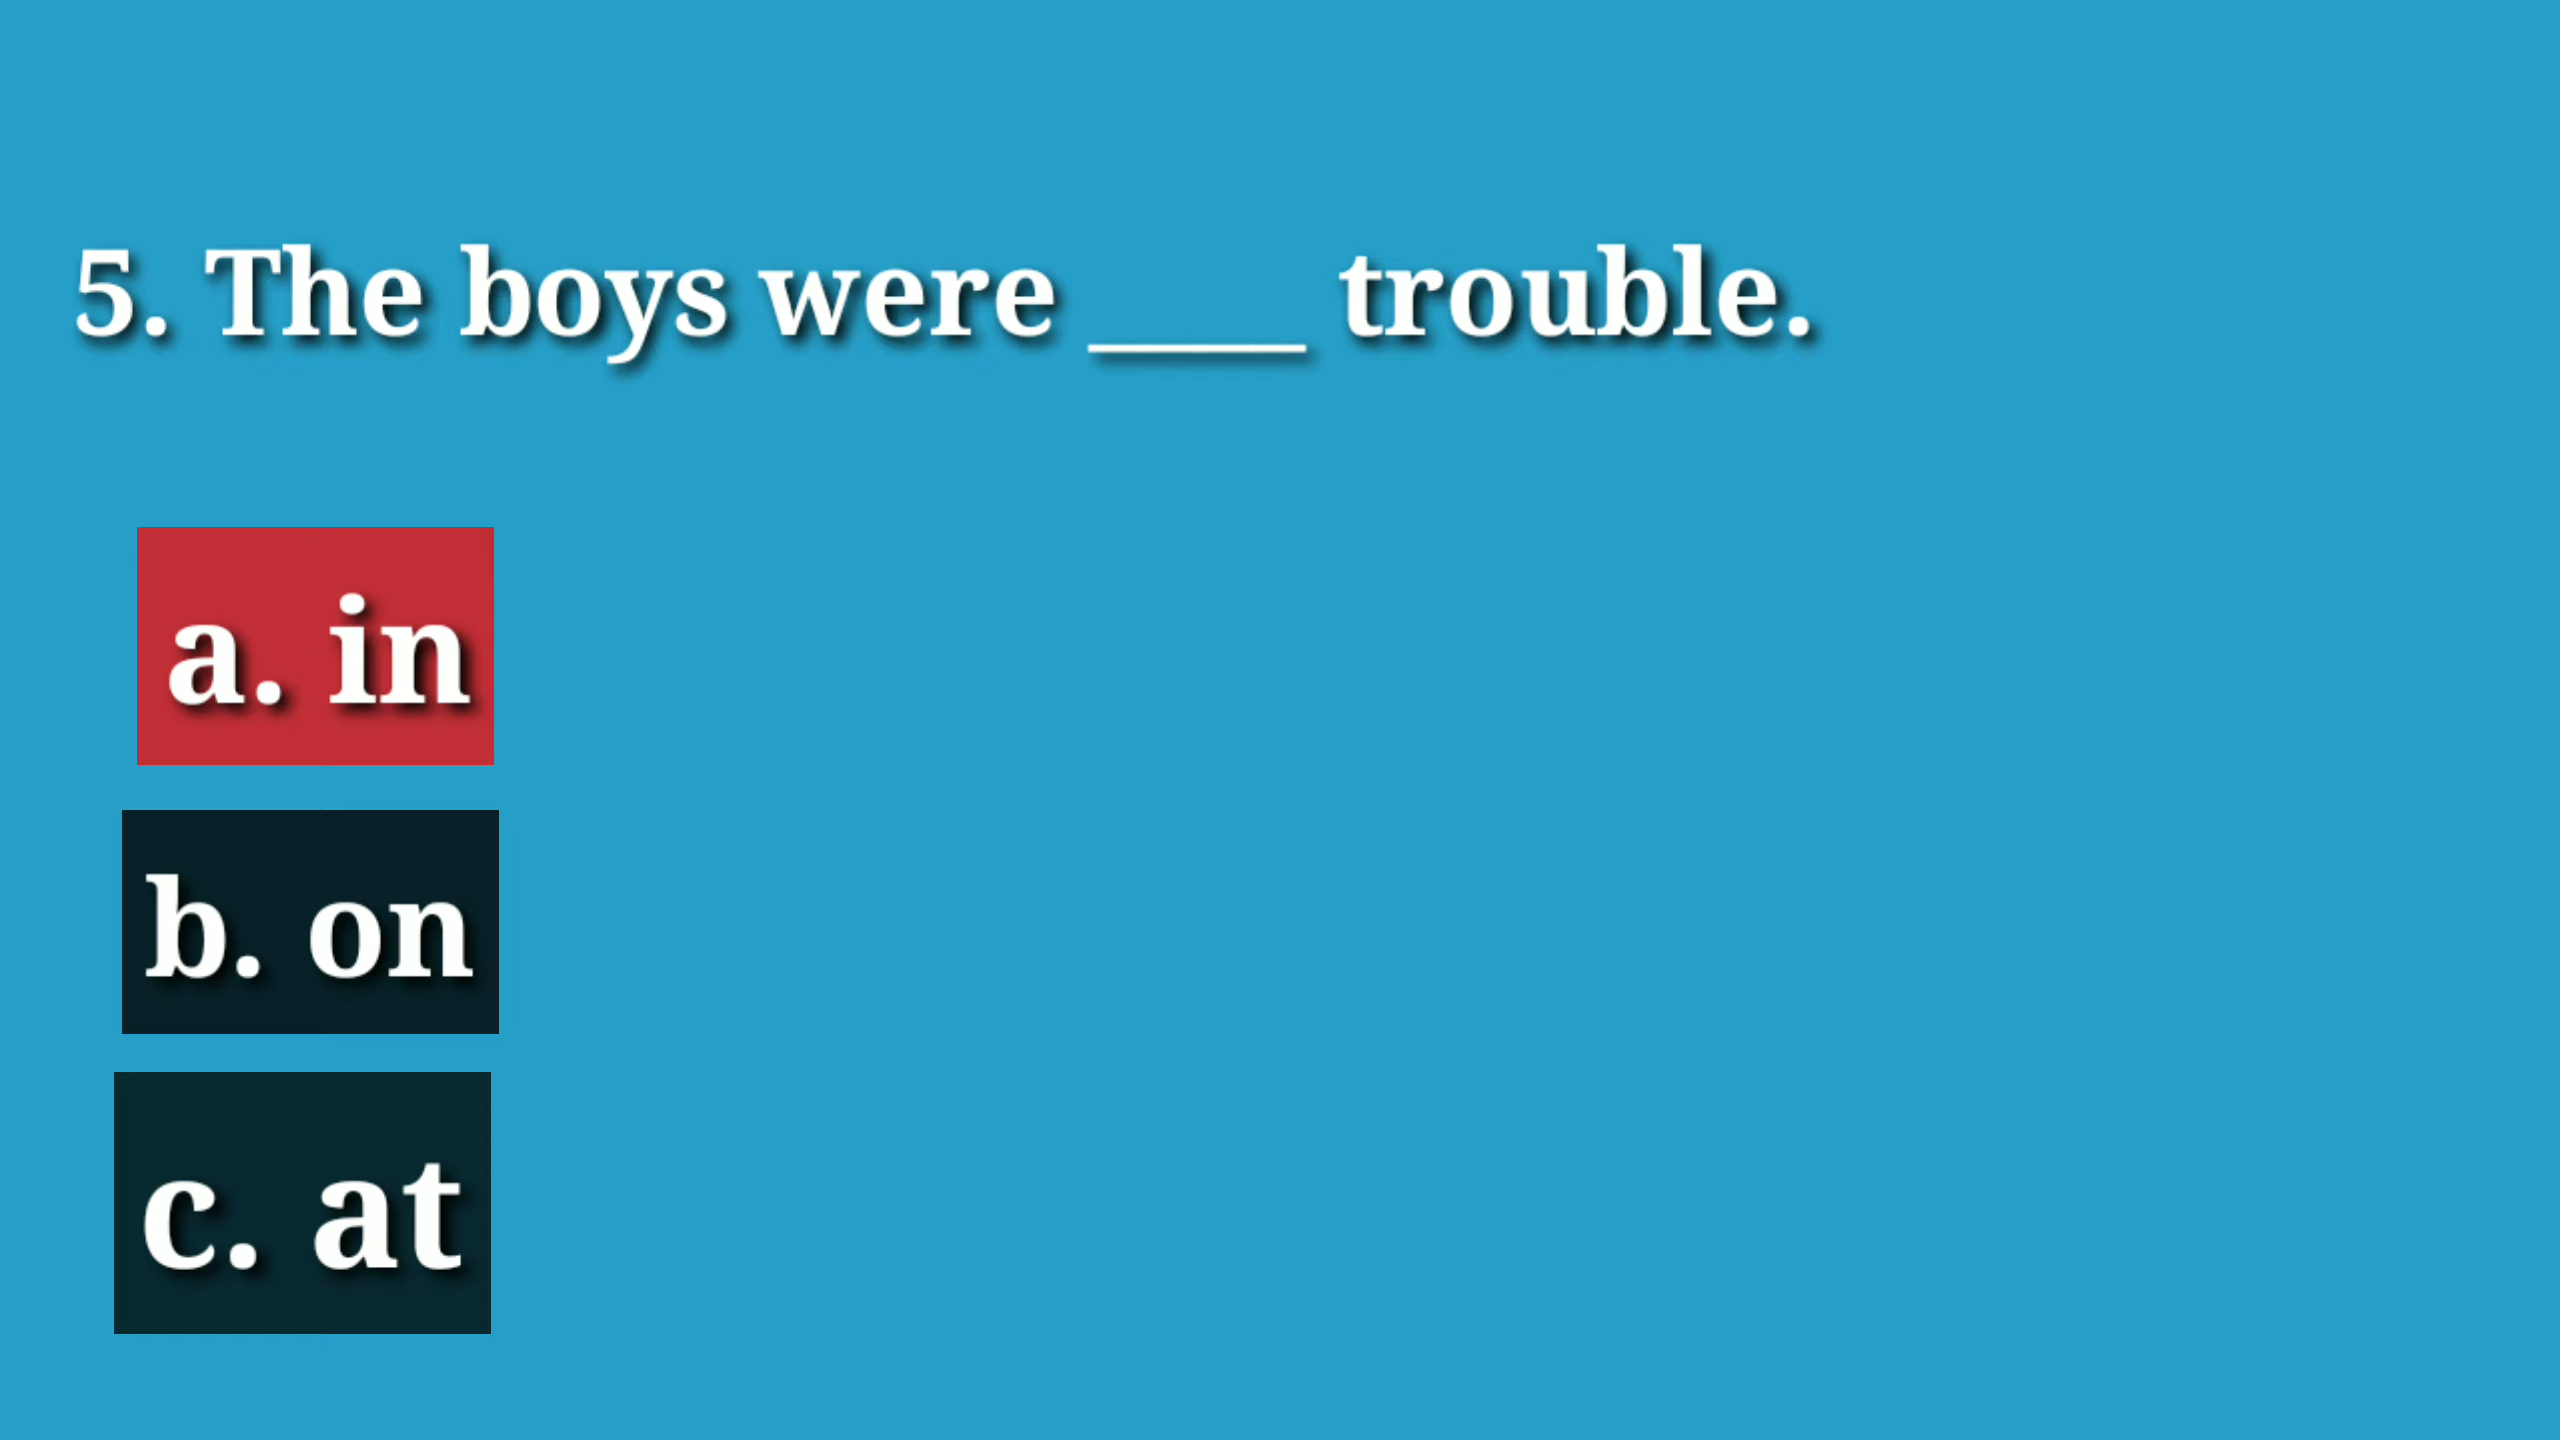 5. The boys were ____ trouble.
a. in
b. on
c. at